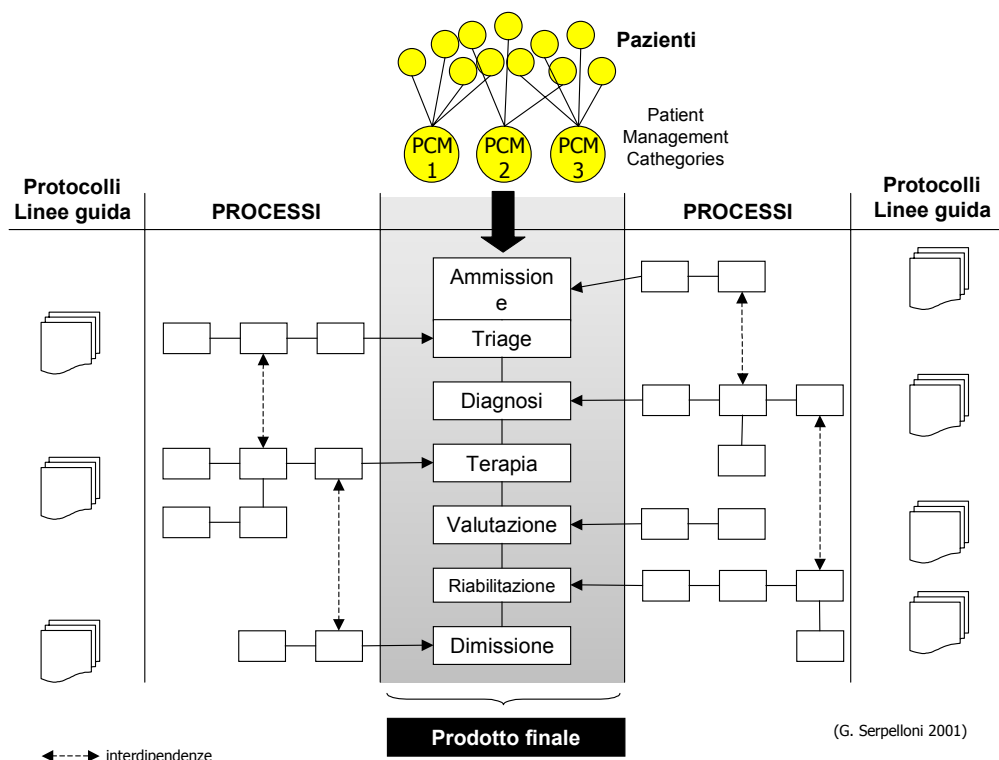 Pazienti
Patient
Management
Cathegories
PCM
1
PCM
2
PCM
3
Protocolli
Linee guida
PROCESSI
PROCESSI
Protocolli
Linee guida
Ammission
e
Triage
Diagnosi
Terapia
Valutazione
Riabilitazione
Dimissione
Prodotto finale
(G. Serpelloni 2001)
interdipendenze